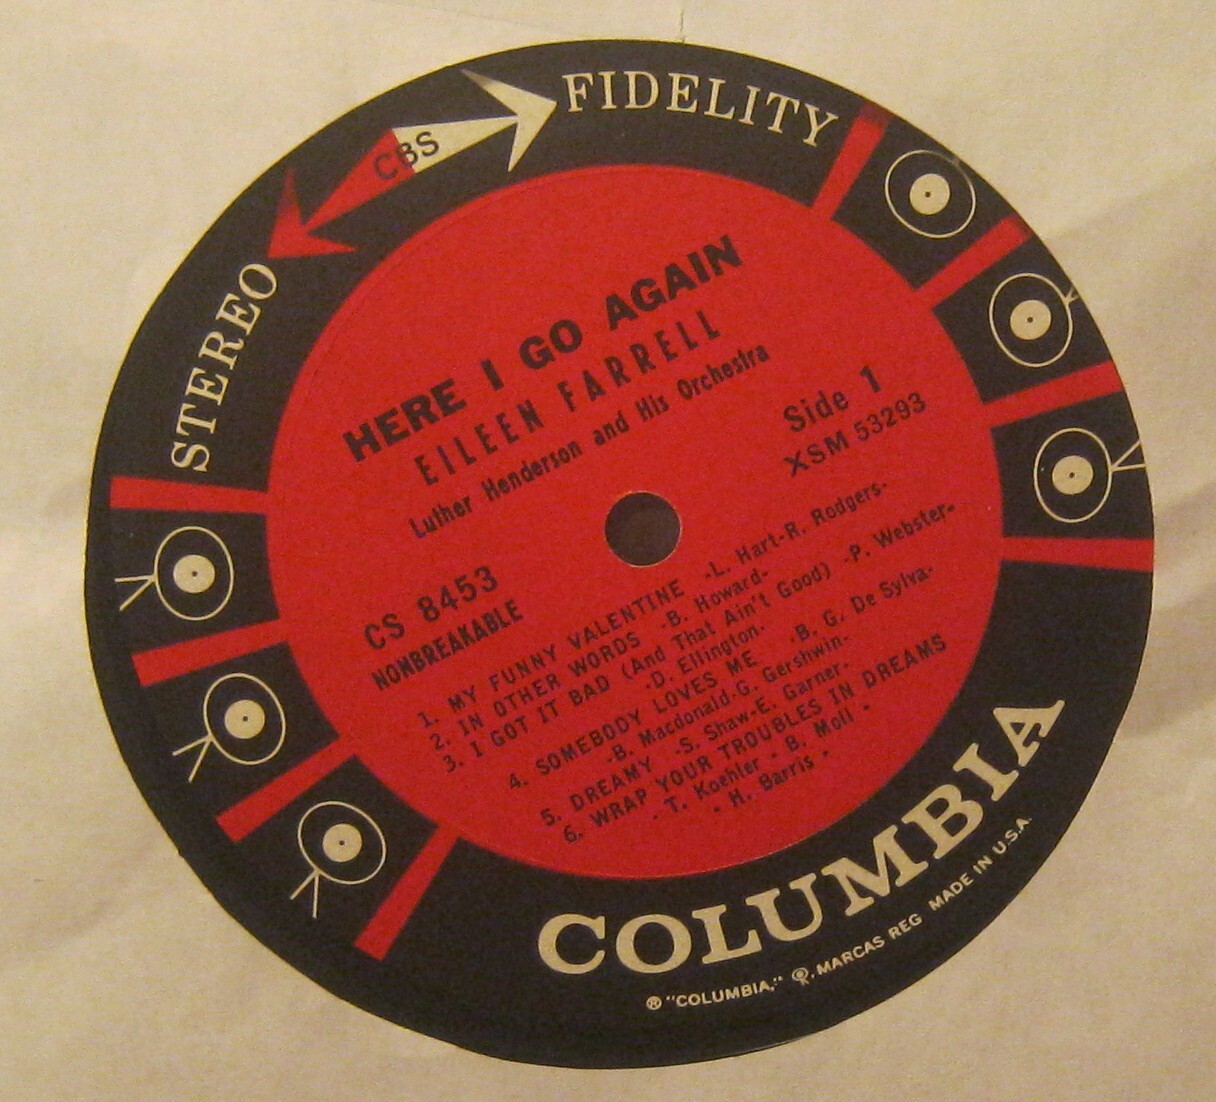 STEREO CBS FIDELITY
HERE I GO AGAIN
EILEEN FARRELL
Luther Henderson and His Orchestra
Side 1
XSM 53293
CS 8453
NONBREAKABLE
1. MY FUNNY VALENTINE -L. Hart-R. Rodgers-
2. IN OTHER WORDS -B. Howard-
3. I GOT IT BAD (And That Ain't Good) -P. Webster-
-D. Ellington-
4. SOMEBODY LOVES ME -B. G. De Sylva-
-B. Macdonald-G. Gershwin-
5. DREAMY -S. Shaw-E. Garner-
6. WRAP YOUR TROUBLES IN DREAMS
- T. Koehler - B. Moll -
- H. Barris -
COLUMBIA
® "COLUMBIA," MARCAS REG MADE IN U.S.A.